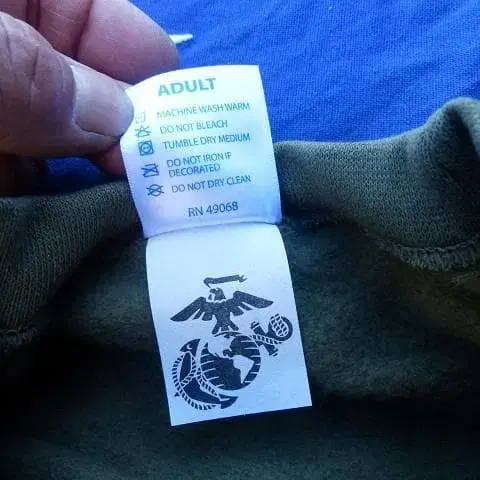 ADULT
MACHINE WASH WARM
DO NOT BLEACH
TUMBLE DRY MEDIUM
DO NOT IRON IF
DECORATED
DO NOT DRY CLEAN
RN 49068